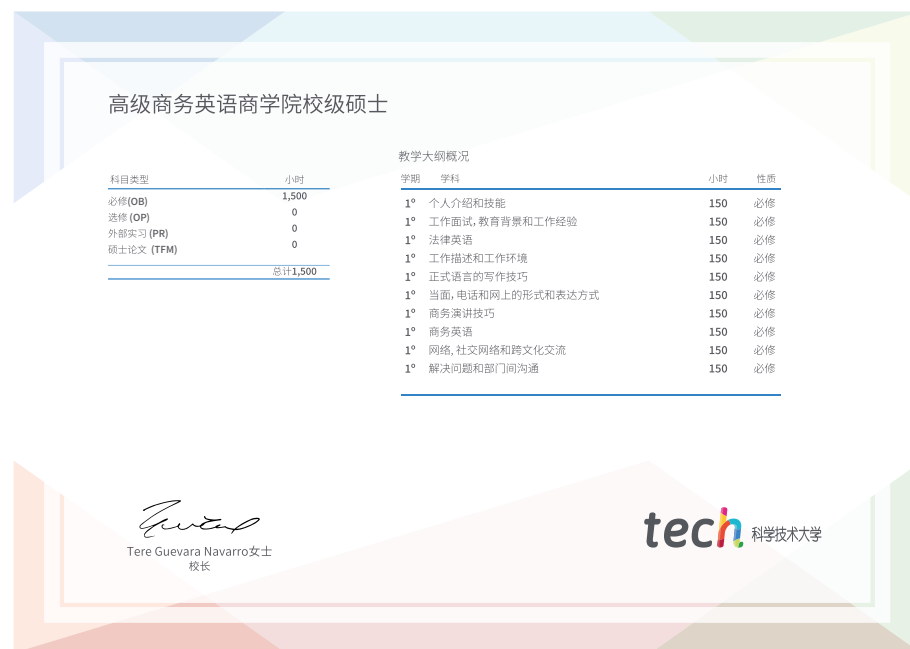 高级商务英语商学院校级硕士
科目类型 小时
必修(OB) 1,500
选修 (OP) 0
外部实习 (PR) 0
硕士论文 (TFM) 0
总计1,500
教学大纲概况
学期 学科 小时 性质
1º 个人介绍和技能 150 必修
1º 工作面试, 教育背景和工作经验 150 必修
1º 法律英语 150 必修
1º 工作描述和工作环境 150 必修
1º 正式语言的写作技巧 150 必修
1º 当面, 电话和网上的形式和表达方式 150 必修
1º 商务演讲技巧 150 必修
1º 商务英语 150 必修
1º 网络, 社交网络和跨文化交流 150 必修
1º 解决问题和部门间沟通 150 必修
Tere Guevara Navarro女士
校长
tech 科学技术大学